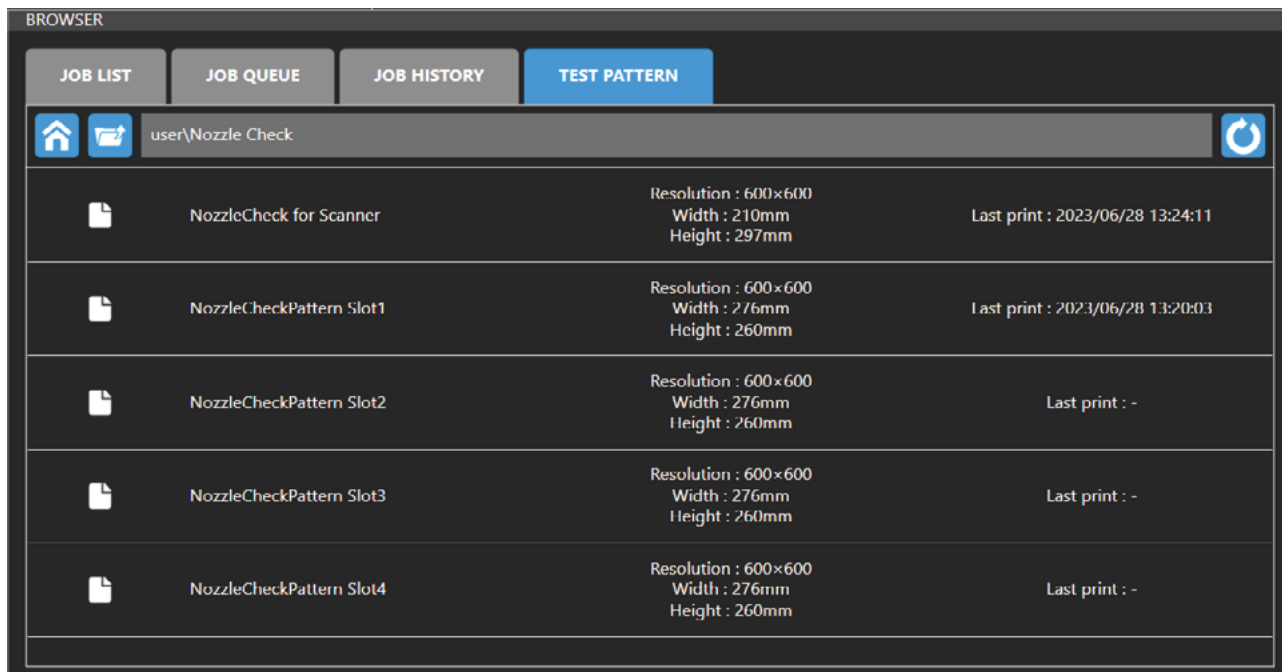 BROWSER
JOB LIST JOB QUEUE JOB HISTORY TEST PATTERN
user\Nozzle Check
NozzleCheck for Scanner
Resolution : 600×600
Width : 210mm
Height : 297mm
Last print : 2023/06/28 13:24:11
NozzleCheckPattern Slot1
Resolution : 600×600
Width : 276mm
Height : 260mm
Last print : 2023/06/28 13:20:03
NozzleCheckPattern Slot2
Resolution : 600×600
Width : 276mm
Height : 260mm
Last print : -
NozzleCheckPattern Slot3
Resolution : 600×600
Width : 276mm
Height : 260mm
Last print : -
NozzleCheckPattern Slot4
Resolution : 600×600
Width : 276mm
Height : 260mm
Last print : -